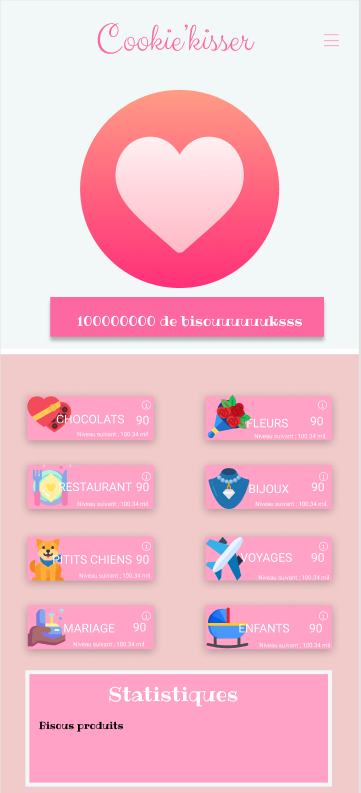 Cookie'kisser
100000000 de bisouuuuuuksss
CHOCOLATS 90
Niveau suivant : 100.34 mil
FLEURS 90
Niveau suivant : 100.34 mil
RESTAURANT 90
Niveau suivant : 100.34 mil
BIJOUX 90
Niveau suivant : 100.34 mil
PTITS CHIENS 90
Niveau suivant : 100.34 mil
VOYAGES 90
Niveau suivant : 100.34 mil
MARIAGE 90
Niveau suivant : 100.34 mil
ENFANTS 90
Niveau suivant : 100.34 mil
Statistiques
Bisous produits